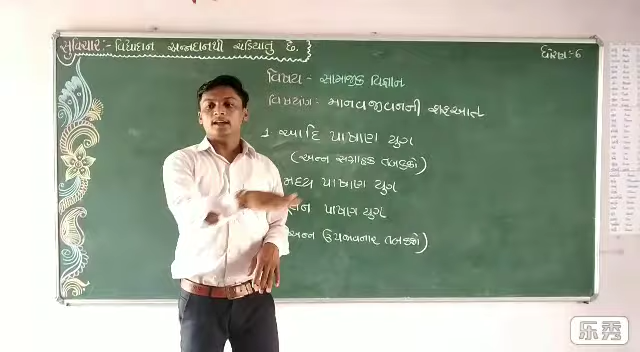 સુવિચાર:- વિદ્યાદાન અન્નદાનથી ચડિયાતું છે.
ધોરણ:-6
વિષય - સામાજીક વિજ્ઞાન
વિષયાંગ:- માનવજીવનની શરૂઆત
1 આદિ પાષાણ યુગ
(અન્ન સંગ્રાહક તબક્કો)
મધ્ય પાષાણ યુગ
પાષાણ યુગ
અન્ન ઉપજાવનાર તબક્કો)
乐秀